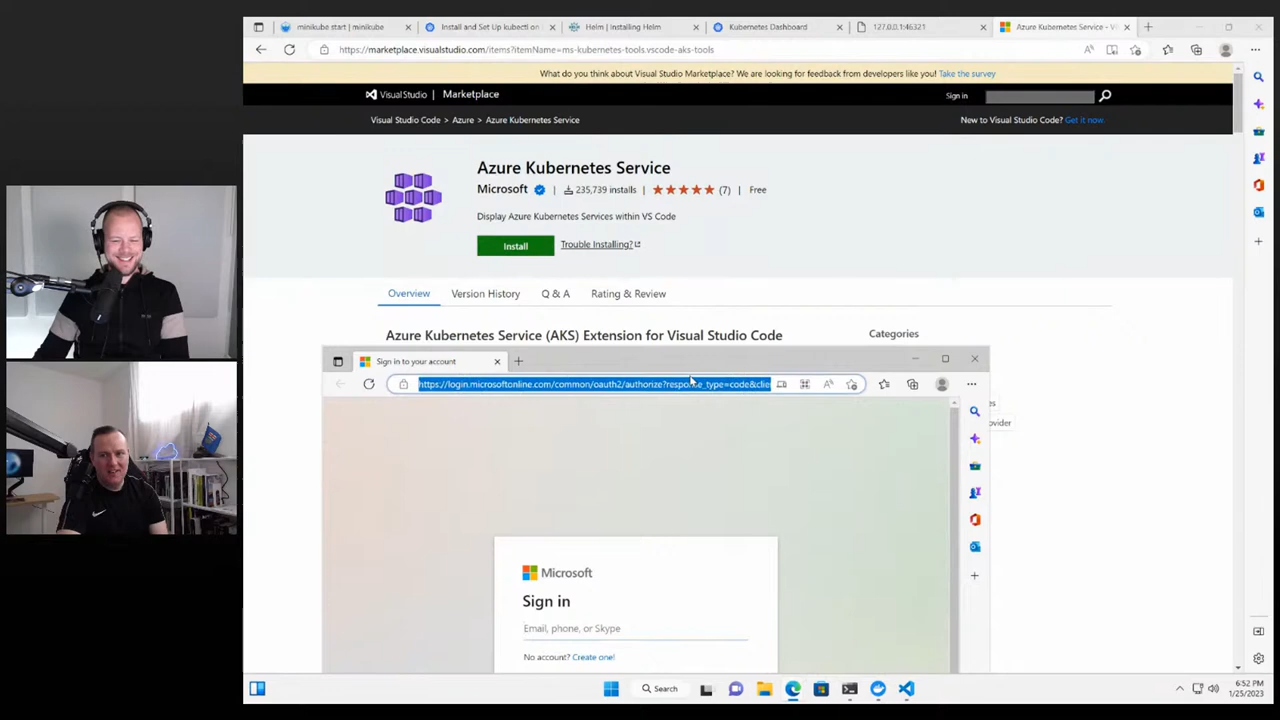 minikube start | minikube
Install and Set Up kubectl on
Helm | Installing Helm
Kubernetes Dashboard
127.0.0.1:46321
Azure Kubernetes Service - Vi
https://marketplace.visualstudio.com/items?itemName=ms-kubernetes-tools.vscode-aks-tools
What do you think about Visual Studio Marketplace? We are looking for feedback from developers like you! Take the survey
Visual Studio | Marketplace
Sign in
Visual Studio Code > Azure > Azure Kubernetes Service
New to Visual Studio Code? Get it now.
Azure Kubernetes Service
Microsoft | 235,739 installs | (7) | Free
Display Azure Kubernetes Services within VS Code
Install
Trouble Installing?
Overview
Version History
Q & A
Rating & Review
Azure Kubernetes Service (AKS) Extension for Visual Studio Code
Categories
Sign in to your account
https://login.microsoftonline.com/common/oauth2/authorize?response_type=code&clie
es
ovider
Microsoft
Sign in
Email, phone, or Skype
No account? Create one!
Search
6:52 PM
1/25/2023